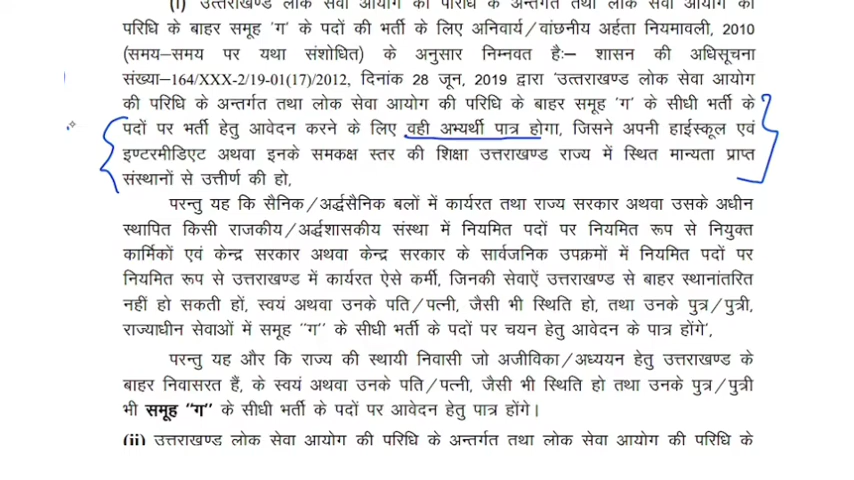 (i) उत्तराखण्ड लोक सेवा आयोग की परिधि के अन्तर्गत तथा लोक सेवा आयोग की
परिधि के बाहर समूह 'ग' के पदों की भर्ती के लिए अनिवार्य/वांछनीय अर्हता नियमावली, 2010
(समय-समय पर यथा संशोधित) के अनुसार निम्नवत है:– शासन की अधिसूचना
संख्या-164/XXX-2/19-01(17)/2012, दिनांक 28 जून, 2019 द्वारा 'उत्तराखण्ड लोक सेवा आयोग
की परिधि के अन्तर्गत तथा लोक सेवा आयोग की परिधि के बाहर समूह 'ग' के सीधी भर्ती के
पदों पर भर्ती हेतु आवेदन करने के लिए वही अभ्यर्थी पात्र होगा, जिसने अपनी हाईस्कूल एवं
इण्टरमीडिएट अथवा इनके समकक्ष स्तर की शिक्षा उत्तराखण्ड राज्य में स्थित मान्यता प्राप्त
संस्थानों से उत्तीर्ण की हो,
परन्तु यह कि सैनिक/अर्द्धसैनिक बलों में कार्यरत तथा राज्य सरकार अथवा उसके अधीन
स्थापित किसी राजकीय/अर्द्धशासकीय संस्था में नियमित पदों पर नियमित रूप से नियुक्त
कार्मिकों एवं केन्द्र सरकार अथवा केन्द्र सरकार के सार्वजनिक उपक्रमों में नियमित पदों पर
नियमित रूप से उत्तराखण्ड में कार्यरत ऐसे कर्मी, जिनकी सेवाऐं उत्तराखण्ड से बाहर स्थानांतरित
नहीं हो सकती हों, स्वयं अथवा उनके पति/पत्नी, जैसी भी स्थिति हो, तथा उनके पुत्र/पुत्री,
राज्याधीन सेवाओं में समूह "ग" के सीधी भर्ती के पदों पर चयन हेतु आवेदन के पात्र होंगे',
परन्तु यह और कि राज्य की स्थायी निवासी जो अजीविका/अध्ययन हेतु उत्तराखण्ड के
बाहर निवासरत हैं, के स्वयं अथवा उनके पति/पत्नी, जैसी भी स्थिति हो तथा उनके पुत्र/पुत्री
भी समूह "ग" के सीधी भर्ती के पदों पर आवेदन हेतु पात्र होंगे।
(ii) उत्तराखण्ड लोक सेवा आयोग की परिधि के अन्तर्गत तथा लोक सेवा आयोग की परिधि के